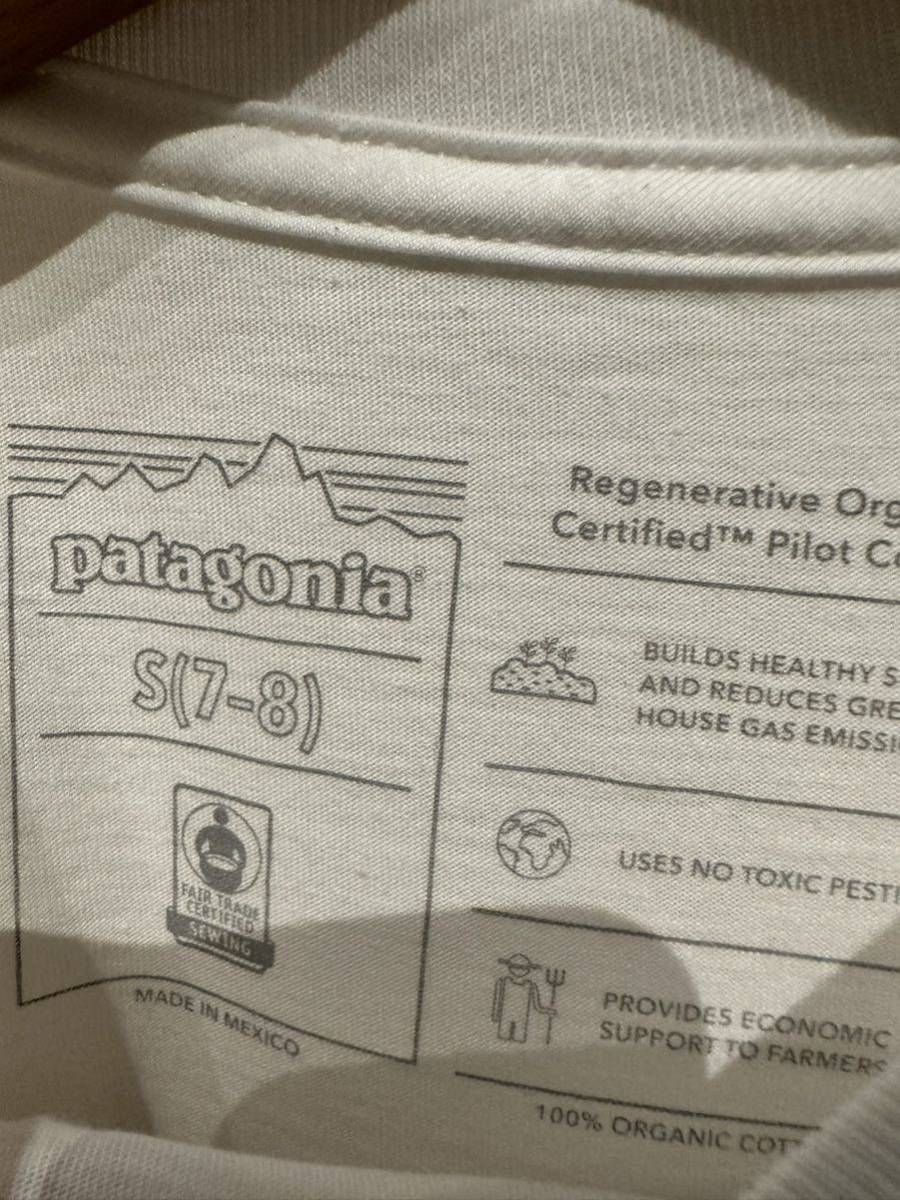 patagonia®
S(7-8)
FAIR TRADE
CERTIFIED
SEWING
MADE IN MEXICO
Regenerative Org
Certified™ Pilot Co
BUILDS HEALTHY S
AND REDUCES GRE
HOUSE GAS EMISSI
USES NO TOXIC PESTI
PROVIDES ECONOMIC
SUPPORT TO FARMERS
100% ORGANIC COT